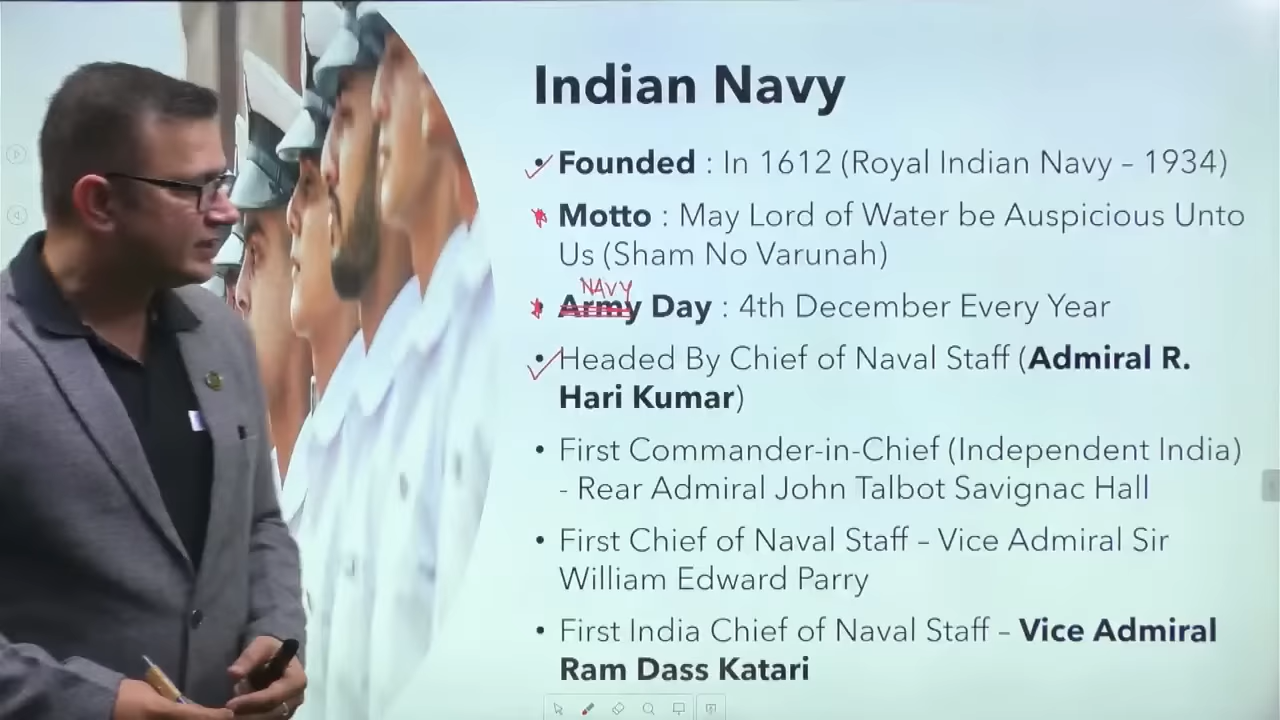 Indian Navy
• Founded : In 1612 (Royal Indian Navy – 1934)
• Motto : May Lord of Water be Auspicious Unto
Us (Sham No Varunah)
NAVY
• Army Day : 4th December Every Year
• Headed By Chief of Naval Staff (Admiral R.
Hari Kumar)
• First Commander-in-Chief (Independent India)
- Rear Admiral John Talbot Savignac Hall
• First Chief of Naval Staff – Vice Admiral Sir
William Edward Parry
• First India Chief of Naval Staff – Vice Admiral
Ram Dass Katari